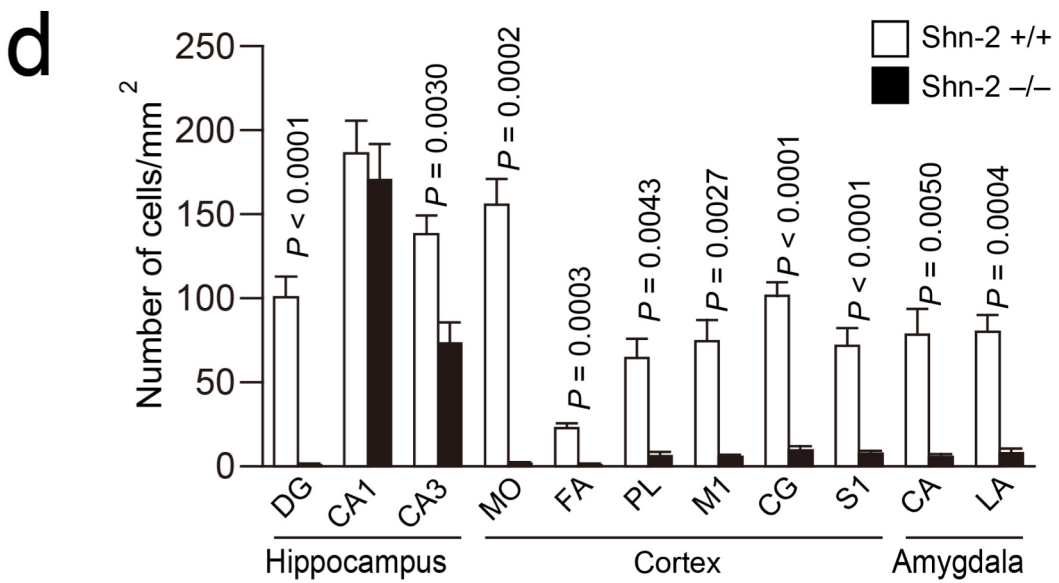 d
Shn-2 +/+
Shn-2 –/–
Number of cells/mm²
250
200
150
100
50
0
P < 0.0001
P = 0.0030
P = 0.0002
P = 0.0003
P = 0.0043
P = 0.0027
P < 0.0001
P < 0.0001
P = 0.0050
P = 0.0004
DG
CA1
CA3
MO
FA
PL
M1
CG
S1
CA
LA
Hippocampus
Cortex
Amygdala